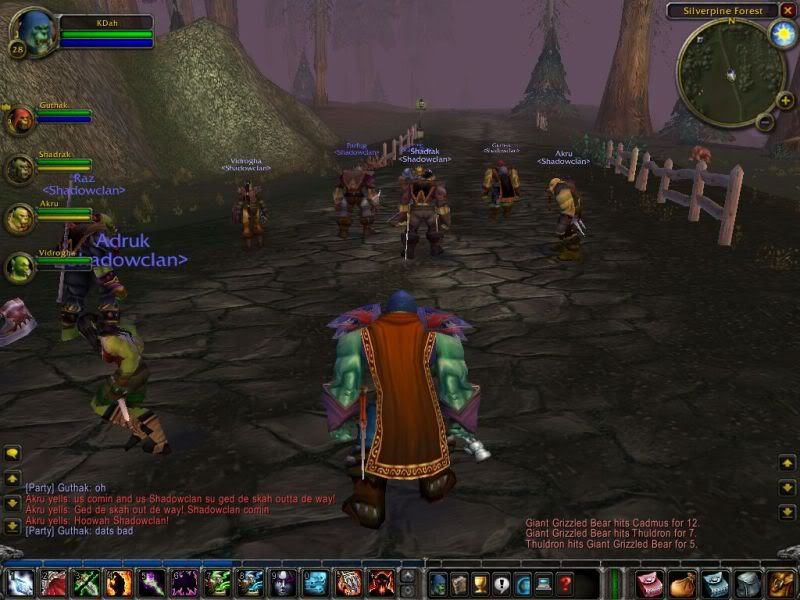 KDah
Silverpine Forest
N
28
Guthak
Shadrak
Raz
<Shadowclan>
Akru
Adruk
Shadowclan>
Vidrogha
Vidrogha
<Shadowclan>
<Shadowclan>
Shadrak
<Shadowclan>
<Shadowclan>
Akru
<Shadowclan>
[Party] Guthak: oh
Akru yells: us comin and us Shadowclan su ged de skah outta de way!
Akru yells: Ged de skah out de way! Shadowclan comin
Akru yells: Hoowah Shadowclan!
[Party] Guthak: dats bad
Giant Grizzled Bear hits Cadmus for 12.
Giant Grizzled Bear hits Thuldron for 7.
Thuldron hits Giant Grizzled Bear for 5.